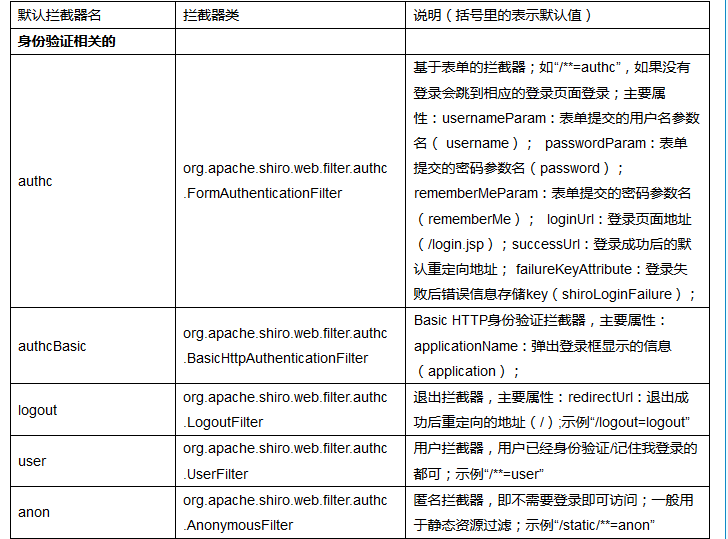 默认拦截器名 拦截器类 说明（括号里的表示默认值）
身份验证相关的
authc
org.apache.shiro.web.filter.authc
.FormAuthenticationFilter
基于表单的拦截器；如“/**=authc”，如果没有
登录会跳到相应的登录页面登录；主要属
性：usernameParam：表单提交的用户名参数
名（ username）； passwordParam：表单
提交的密码参数名（password）；
rememberMeParam：表单提交的密码参数名
（rememberMe）； loginUrl：登录页面地址
（/login.jsp）；successUrl：登录成功后的默
认重定向地址； failureKeyAttribute：登录失
败后错误信息存储key（shiroLoginFailure）；
authcBasic
org.apache.shiro.web.filter.authc
.BasicHttpAuthenticationFilter
Basic HTTP身份验证拦截器，主要属性：
applicationName：弹出登录框显示的信息
（application）；
logout
org.apache.shiro.web.filter.authc
.LogoutFilter
退出拦截器，主要属性：redirectUrl：退出成
功后重定向的地址（/）;示例“/logout=logout”
user
org.apache.shiro.web.filter.authc
.UserFilter
用户拦截器，用户已经身份验证/记住我登录的
都可；示例“/**=user”
anon
org.apache.shiro.web.filter.authc
.AnonymousFilter
匿名拦截器，即不需要登录即可访问；一般用
于静态资源过滤；示例“/static/**=anon”